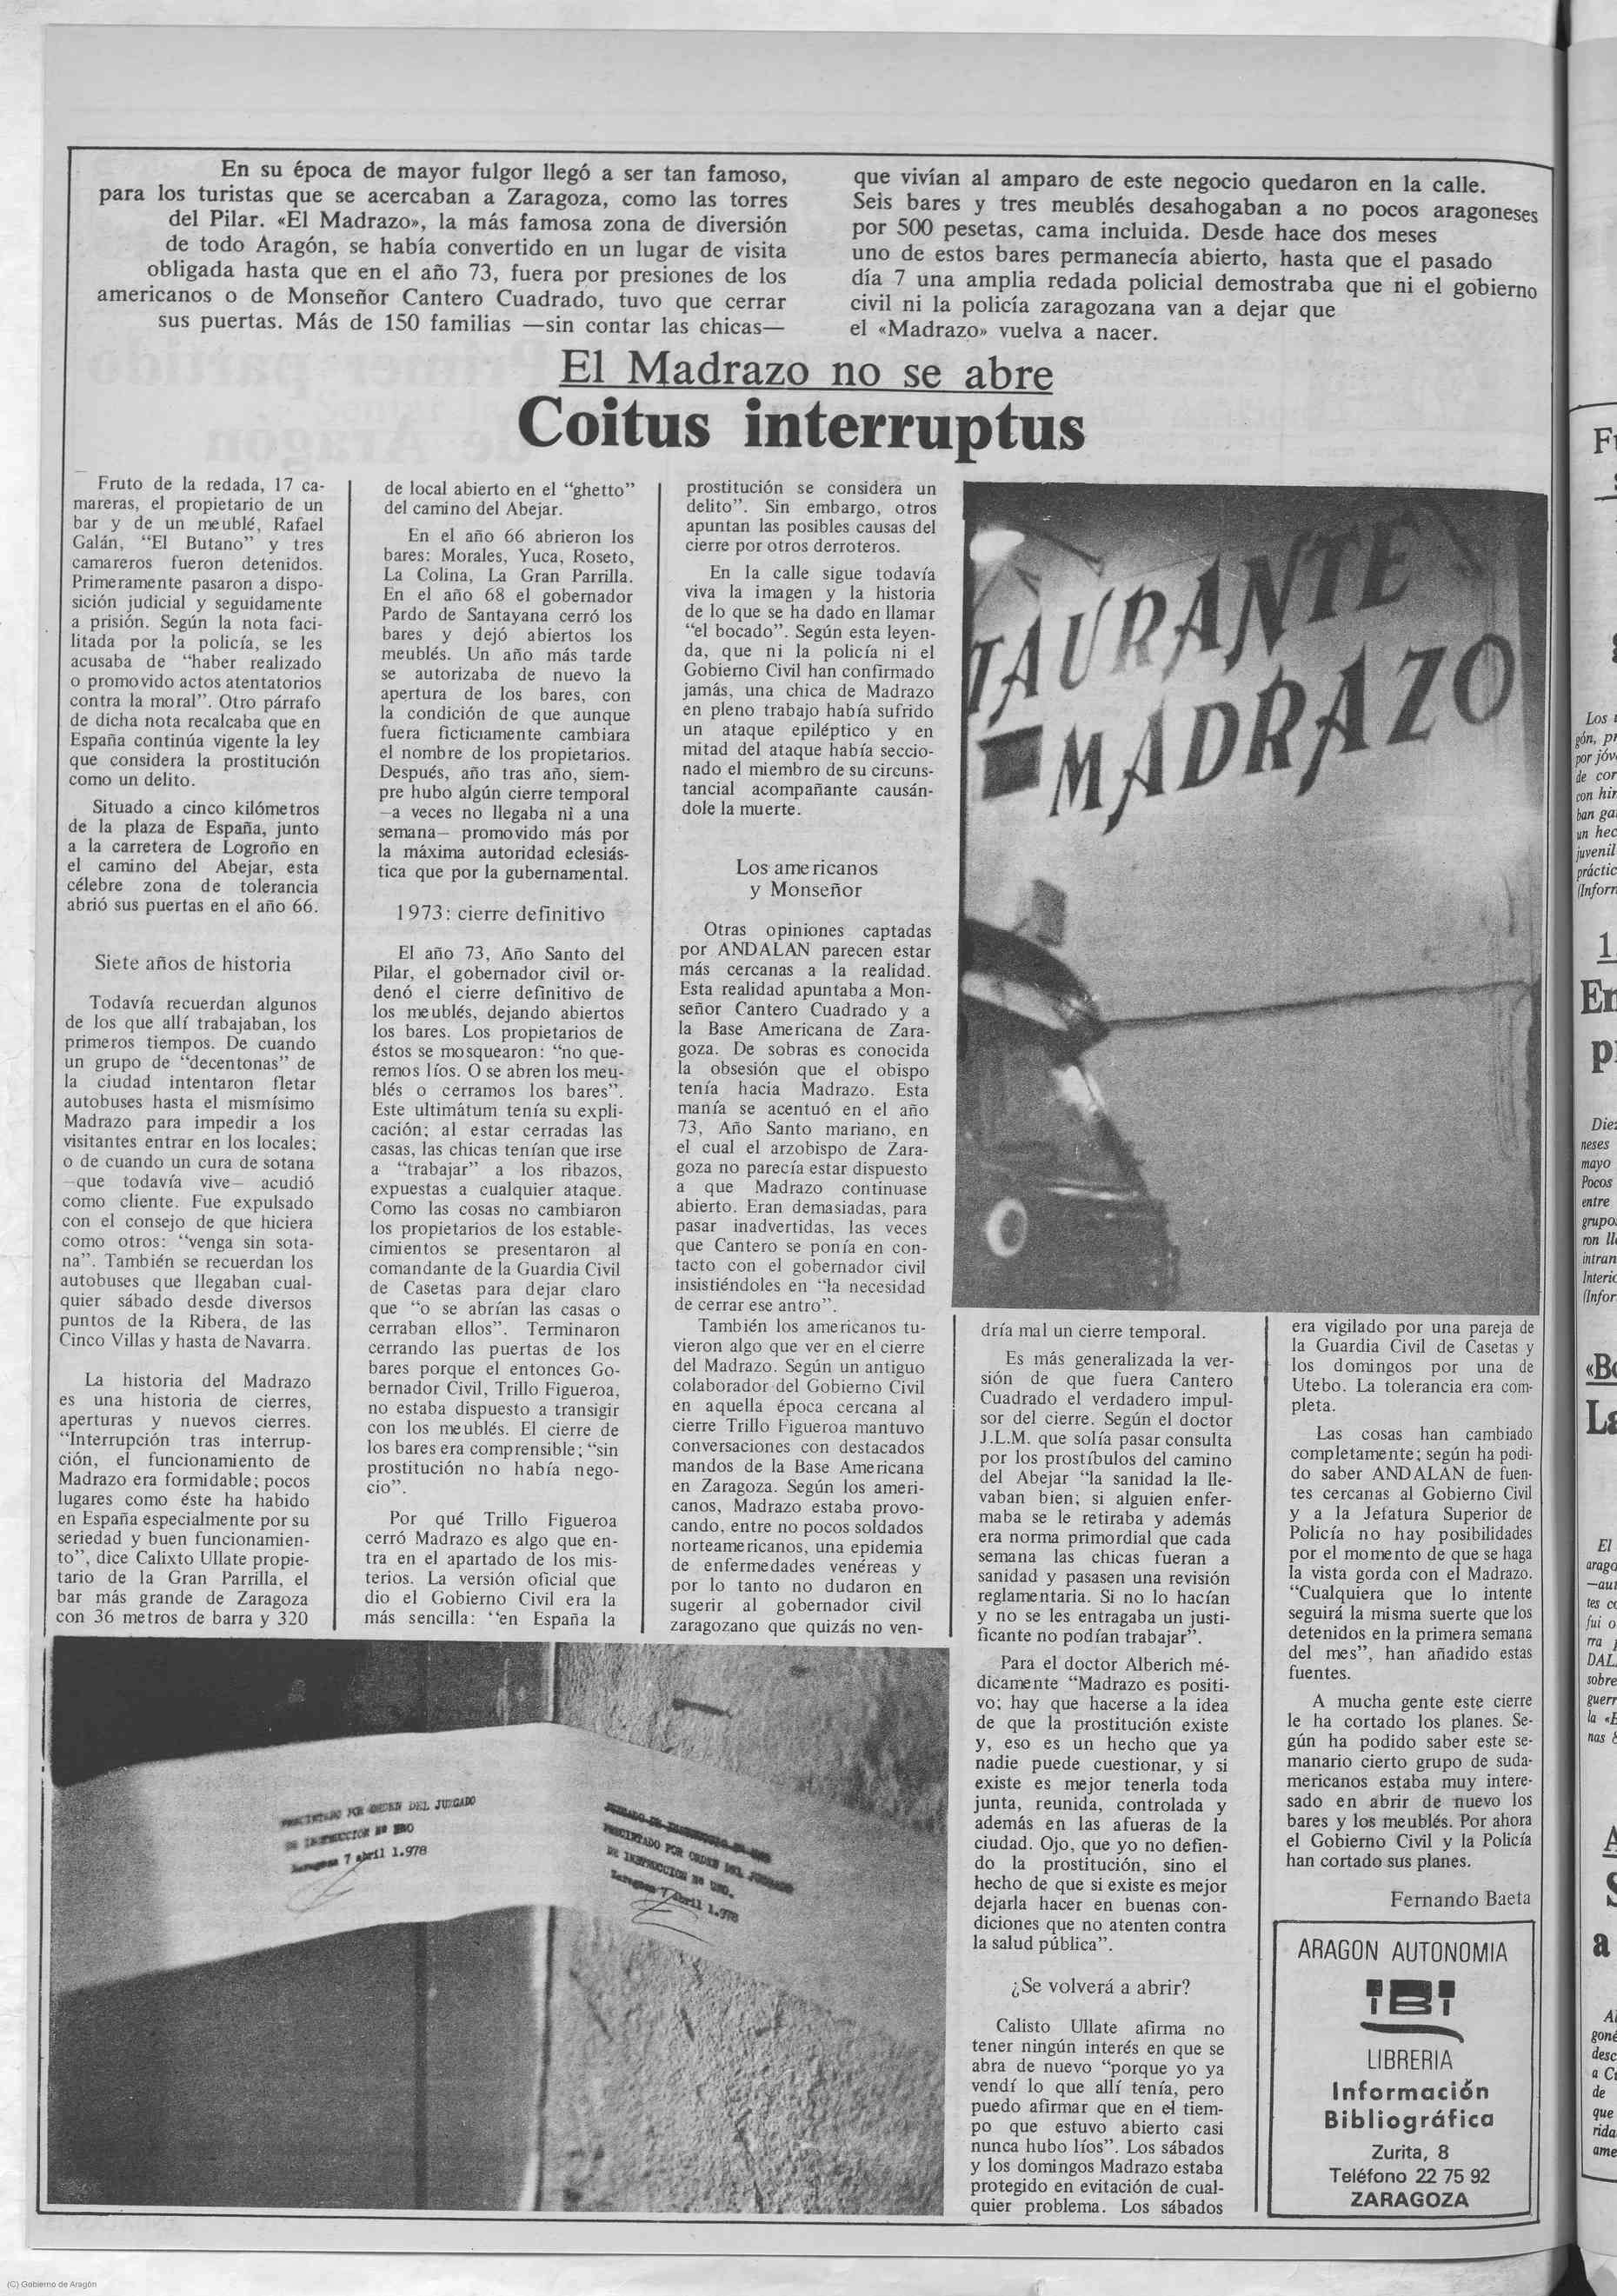 En su época de mayor fulgor llegó a ser tan famoso,
para los turistas que se acercaban a Zaragoza, como las torres
del Pilar. «El Madrazo», la más famosa zona de diversión
de todo Aragón, se había convertido en un lugar de visita
obligada hasta que en el año 73, fuera por presiones de los
americanos o de Monseñor Cantero Cuadrado, tuvo que cerrar
sus puertas. Más de 150 familias —sin contar las chicas—
que vivían al amparo de este negocio quedaron en la calle.
Seis bares y tres meublés desahogaban a no pocos aragoneses
por 500 pesetas, cama incluida. Desde hace dos meses
uno de estos bares permanecía abierto, hasta que el pasado
día 7 una amplia redada policial demostraba que ni el gobierno
civil ni la policía zaragozana van a dejar que
el «Madrazo» vuelva a nacer.
El Madrazo no se abre
Coitus interruptus
Fruto de la redada, 17 ca-
mareras, el propietario de un
bar y de un meublé, Rafael
Galán, “El Butano” y tres
camareros fueron detenidos.
Primeramente pasaron a dispo-
sición judicial y seguidamente
a prisión. Según la nota faci-
litada por la policía, se les
acusaba de “haber realizado
o promovido actos atentatorios
contra la moral”. Otro párrafo
de dicha nota recalcaba que en
España continúa vigente la ley
que considera la prostitución
como un delito.
Situado a cinco kilómetros
de la plaza de España, junto
a la carretera de Logroño en
el camino del Abejar, esta
célebre zona de tolerancia
abrió sus puertas en el año 66.
Siete años de historia
Todavía recuerdan algunos
de los que allí trabajaban, los
primeros tiempos. De cuando
un grupo de “decentonas” de
la ciudad intentaron fletar
autobuses hasta el mismísimo
Madrazo para impedir a los
visitantes entrar en los locales;
o de cuando un cura de sotana
—que todavía vive— acudió
como cliente. Fue expulsado
con el consejo de que hiciera
como otros: “venga sin sota-
na”. También se recuerdan los
autobuses que llegaban cual-
quier sábado desde diversos
puntos de la Ribera, de las
Cinco Villas y hasta de Navarra.
La historia del Madrazo
es una historia de cierres,
aperturas y nuevos cierres.
“Interrupción tras interrup-
ción, el funcionamiento de
Madrazo era formidable; pocos
lugares como éste ha habido
en España especialmente por su
seriedad y buen funcionamien-
to”, dice Calixto Ullate propie-
tario de la Gran Parrilla, el
bar más grande de Zaragoza
con 36 metros de barra y 320
de local abierto en el “ghetto”
del camino del Abejar.
En el año 66 abrieron los
bares: Morales, Yuca, Roseto,
La Colina, La Gran Parrilla.
En el año 68 el gobernador
Pardo de Santayana cerró los
bares y dejó abiertos los
meublés. Un año más tarde
se autorizaba de nuevo la
apertura de los bares, con
la condición de que aunque
fuera ficticiamente cambiara
el nombre de los propietarios.
Después, año tras año, siem-
pre hubo algún cierre temporal
—a veces no llegaba ni a una
semana— promovido más por
la máxima autoridad eclesiás-
tica que por la gubernamental.
1973: cierre definitivo
El año 73, Año Santo del
Pilar, el gobernador civil or-
denó el cierre definitivo de
los meublés, dejando abiertos
los bares. Los propietarios de
éstos se mosquearon: “no que-
remos líos. O se abren los meu-
blés o cerramos los bares”.
Este ultimátum tenía su expli-
cación; al estar cerradas las
casas, las chicas tenían que irse
a “trabajar” a los ribazos,
expuestas a cualquier ataque.
Como las cosas no cambiaron
los propietarios de los estable-
cimientos se presentaron al
comandante de la Guardia Civil
de Casetas para dejar claro
que “o se abrían las casas o
cerraban ellos”. Terminaron
cerrando las puertas de los
bares porque el entonces Go-
bernador Civil, Trillo Figueroa,
no estaba dispuesto a transigir
con los meublés. El cierre de
los bares era comprensible; “sin
prostitución no había nego-
cio”.
Por qué Trillo Figueroa
cerró Madrazo es algo que en-
tra en el apartado de los mis-
terios. La versión oficial que
dio el Gobierno Civil era la
más sencilla: “en España la
prostitución se considera un
delito”. Sin embargo, otros
apuntan las posibles causas del
cierre por otros derroteros.
En la calle sigue todavía
viva la imagen y la historia
de lo que se ha dado en llamar
“el bocado”. Según esta leyen-
da, que ni la policía ni el
Gobierno Civil han confirmado
jamás, una chica de Madrazo
en pleno trabajo había sufrido
un ataque epiléptico y en
mitad del ataque había seccio-
nado el miembro de su circuns-
tancial acompañante causán-
dole la muerte.
Los americanos
y Monseñor
Otras opiniones captadas
por ANDALAN parecen estar
más cercanas a la realidad.
Esta realidad apuntaba a Mon-
señor Cantero Cuadrado y a
la Base Americana de Zara-
goza. De sobras es conocida
la obsesión que el obispo
tenía hacia Madrazo. Esta
manía se acentuó en el año
73, Año Santo mariano, en
el cual el arzobispo de Zara-
goza no parecía estar dispuesto
a que Madrazo continuase
abierto. Eran demasiadas, para
pasar inadvertidas, las veces
que Cantero se ponía en con-
tacto con el gobernador civil
insistiéndoles en “la necesidad
de cerrar ese antro”.
También los americanos tu-
vieron algo que ver en el cierre
del Madrazo. Según un antiguo
colaborador del Gobierno Civil
en aquella época cercana al
cierre Trillo Figueroa mantuvo
conversaciones con destacados
mandos de la Base Americana
en Zaragoza. Según los ameri-
canos, Madrazo estaba provo-
cando, entre no pocos soldados
norteamericanos, una epidemia
de enfermedades venéreas y
por lo tanto no dudaron en
sugerir al gobernador civil
zaragozano que quizás no ven-
TAURANTE
MADRAZO
dría mal un cierre temporal.
Es más generalizada la ver-
sión de que fuera Cantero
Cuadrado el verdadero impul-
sor del cierre. Según el doctor
J.L.M. que solía pasar consulta
por los prostíbulos del camino
del Abejar “la sanidad la lle-
vaban bien; si alguien enfer-
maba se le retiraba y además
era norma primordial que cada
semana las chicas fueran a
sanidad y pasasen una revisión
reglamentaria. Si no lo hacían
y no se les entragaba un justi-
ficante no podían trabajar”.
Para el doctor Alberich mé-
dicamente “Madrazo es positi-
vo; hay que hacerse a la idea
de que la prostitución existe
y, eso es un hecho que ya
nadie puede cuestionar, y si
existe es mejor tenerla toda
junta, reunida, controlada y
además en las afueras de la
ciudad. Ojo, que yo no defien-
do la prostitución, sino el
hecho de que si existe es mejor
dejarla hacer en buenas con-
diciones que no atenten contra
la salud pública”.
¿Se volverá a abrir?
Calisto Ullate afirma no
tener ningún interés en que se
abra de nuevo “porque yo ya
vendí lo que allí tenía, pero
puedo afirmar que en el tiem-
po que estuvo abierto casi
nunca hubo líos”. Los sábados
y los domingos Madrazo estaba
protegido en evitación de cual-
quier problema. Los sábados
era vigilado por una pareja de
la Guardia Civil de Casetas y
los domingos por una de
Utebo. La tolerancia era com-
pleta.
Las cosas han cambiado
completamente; según ha podi-
do saber ANDALAN de fuen-
tes cercanas al Gobierno Civil
y a la Jefatura Superior de
Policía no hay posibilidades
por el momento de que se haga
la vista gorda con el Madrazo.
“Cualquiera que lo intente
seguirá la misma suerte que los
detenidos en la primera semana
del mes”, han añadido estas
fuentes.
A mucha gente este cierre
le ha cortado los planes. Se-
gún ha podido saber este se-
manario cierto grupo de suda-
mericanos estaba muy intere-
sado en abrir de nuevo los
bares y los meublés. Por ahora
el Gobierno Civil y la Policía
han cortado sus planes.
Fernando Baeta
PRECINTADO POR ORDEN DEL JUZGADO
DE INSTRUCCION Nº UNO
Zaragoza 7 abril 1.978
PRECINTADO POR ORDEN DEL JUZGADO
DE INSTRUCCION Nº UNO.
Zaragoza 7 Abril 1.978
ARAGON AUTONOMIA
LIBRERIA
Información
Bibliográfica
Zurita, 8
Teléfono 22 75 92
ZARAGOZA
(C) Gobierno de Aragón